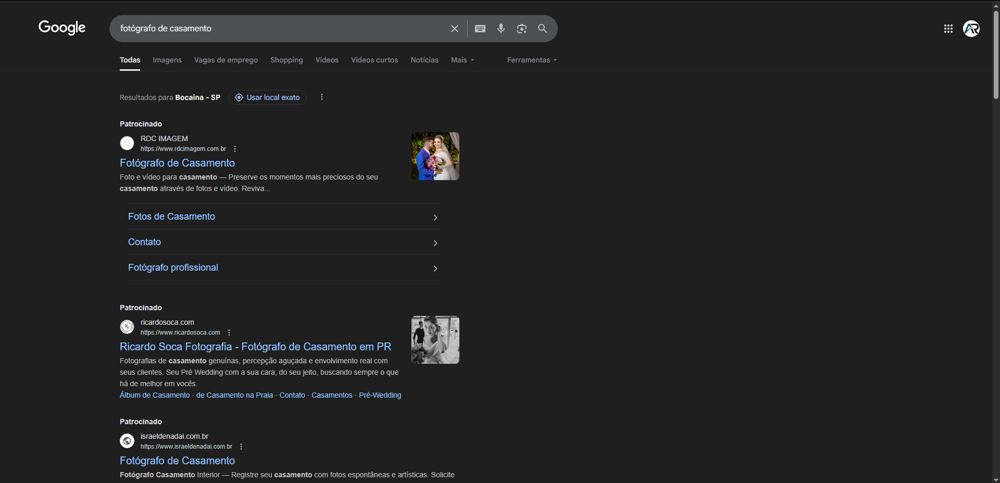 Google
fotógrafo de casamento
Todas
Imagens
Vagas de emprego
Shopping
Vídeos
Vídeos curtos
Notícias
Mais
Ferramentas
Resultados para Bocaina - SP
Usar local exato
Patrocinado
RDC IMAGEM
https://www.rdcimagem.com.br
Fotógrafo de Casamento
Foto e vídeo para casamento — Preserve os momentos mais preciosos do seu
casamento através de fotos e vídeo. Reviva...
Fotos de Casamento
Contato
Fotógrafo profissional
Patrocinado
RS
ricardosoca.com
https://www.ricardosoca.com
Ricardo Soca Fotografia - Fotógrafo de Casamento em PR
Fotografias de casamento genuínas, percepção aguçada e envolvimento real com
seus clientes. Seu Pré Wedding com a sua cara, do seu jeito, buscando sempre o que
há de melhor em vocês.
Álbum de Casamento · de Casamento na Praia · Contato · Casamentos · Pré-Wedding
Patrocinado
israeldenadai.com.br
https://www.israeldenadai.com.br
Fotógrafo de Casamento
Fotógrafo Casamento Interior — Registre seu casamento com fotos espontâneas e artísticas. Solicite